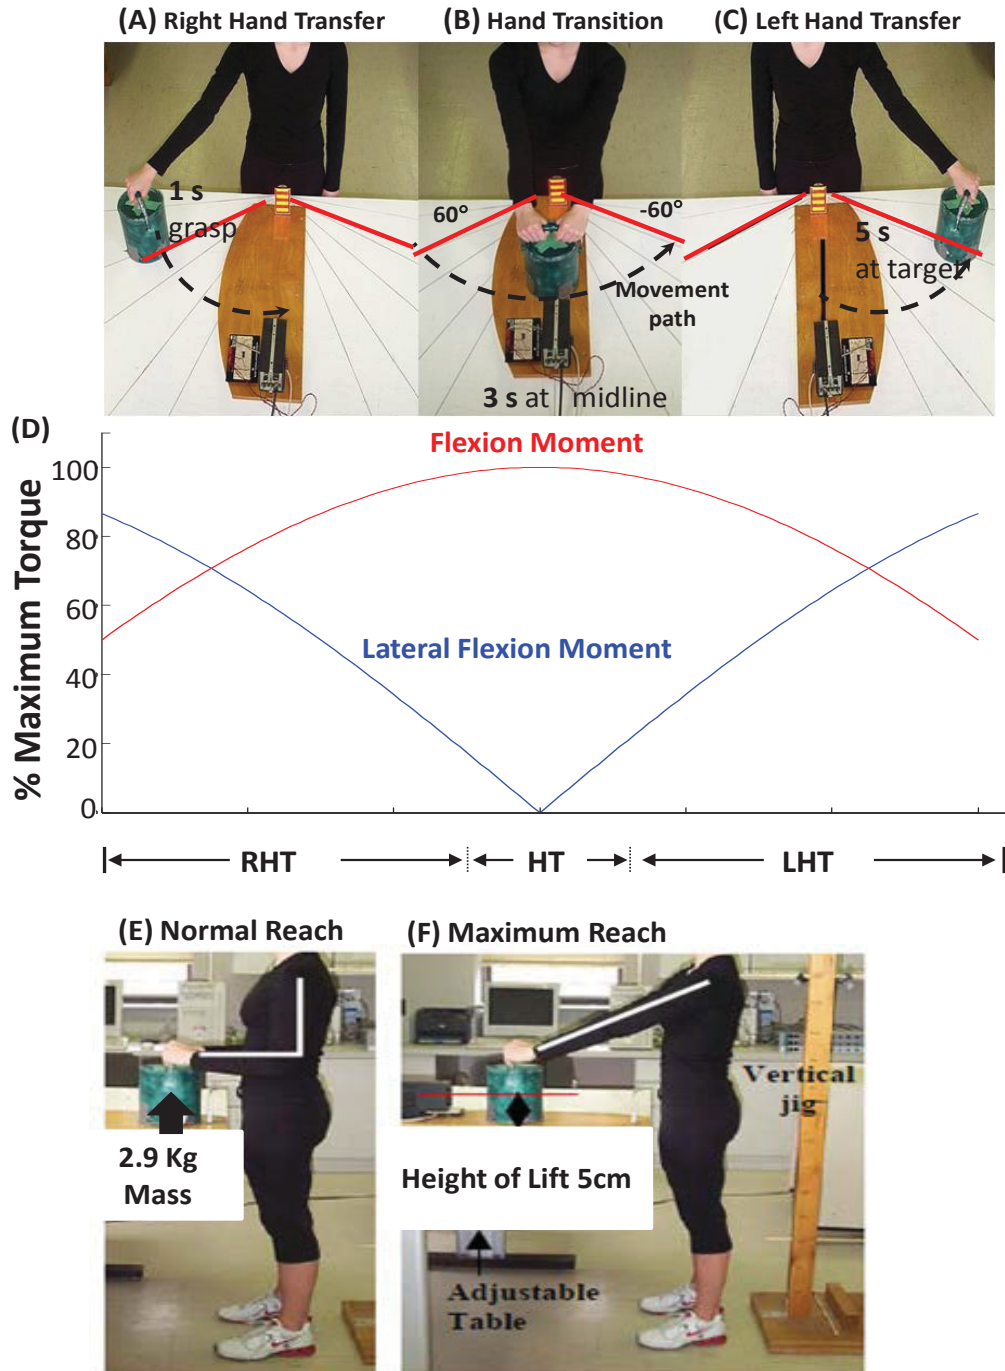 (A) Right Hand Transfer
(B) Hand Transition
(C) Left Hand Transfer
1 s
grasp
60°
-60°
Movement
path
3 s at midline
5 s
at target
(D)
% Maximum Torque
100
80
60
40
20
0
Flexion Moment
Lateral Flexion Moment
RHT
HT
LHT
(E) Normal Reach
(F) Maximum Reach
2.9 Kg
Mass
Height of Lift 5cm
Vertical
jig
Adjustable
Table